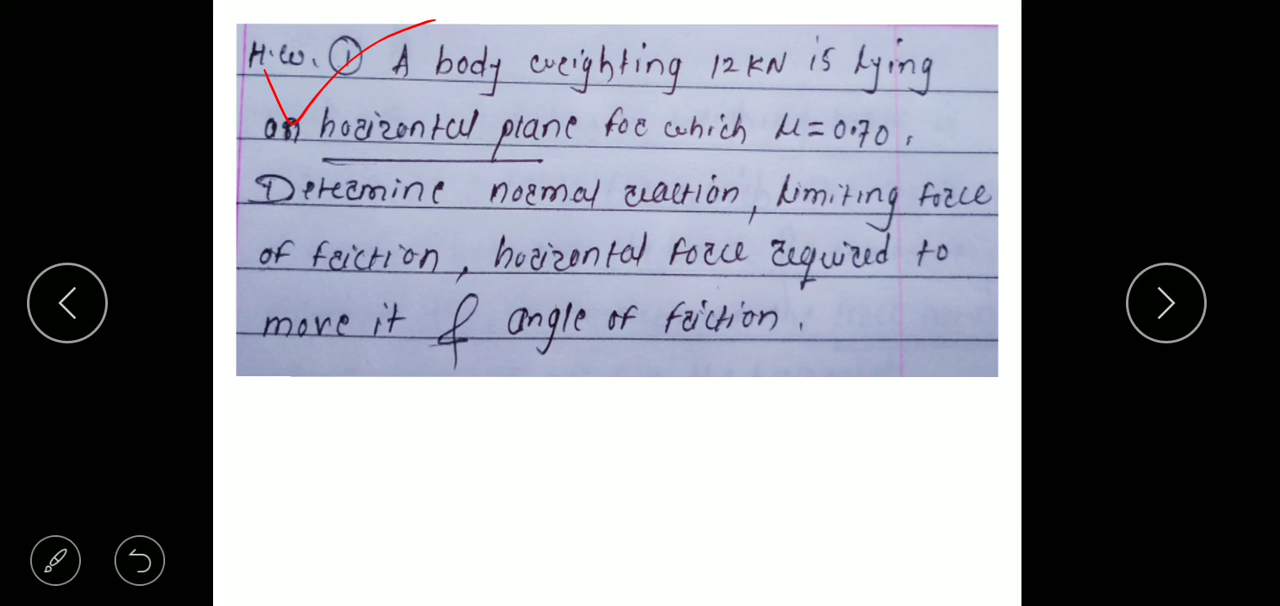 H.W. ① A body weighting 12 KN is lying
on horizontal plane for which μ = 0.70.
Determine normal reaction, limiting force
of friction, horizontal force required to
move it & angle of friction.